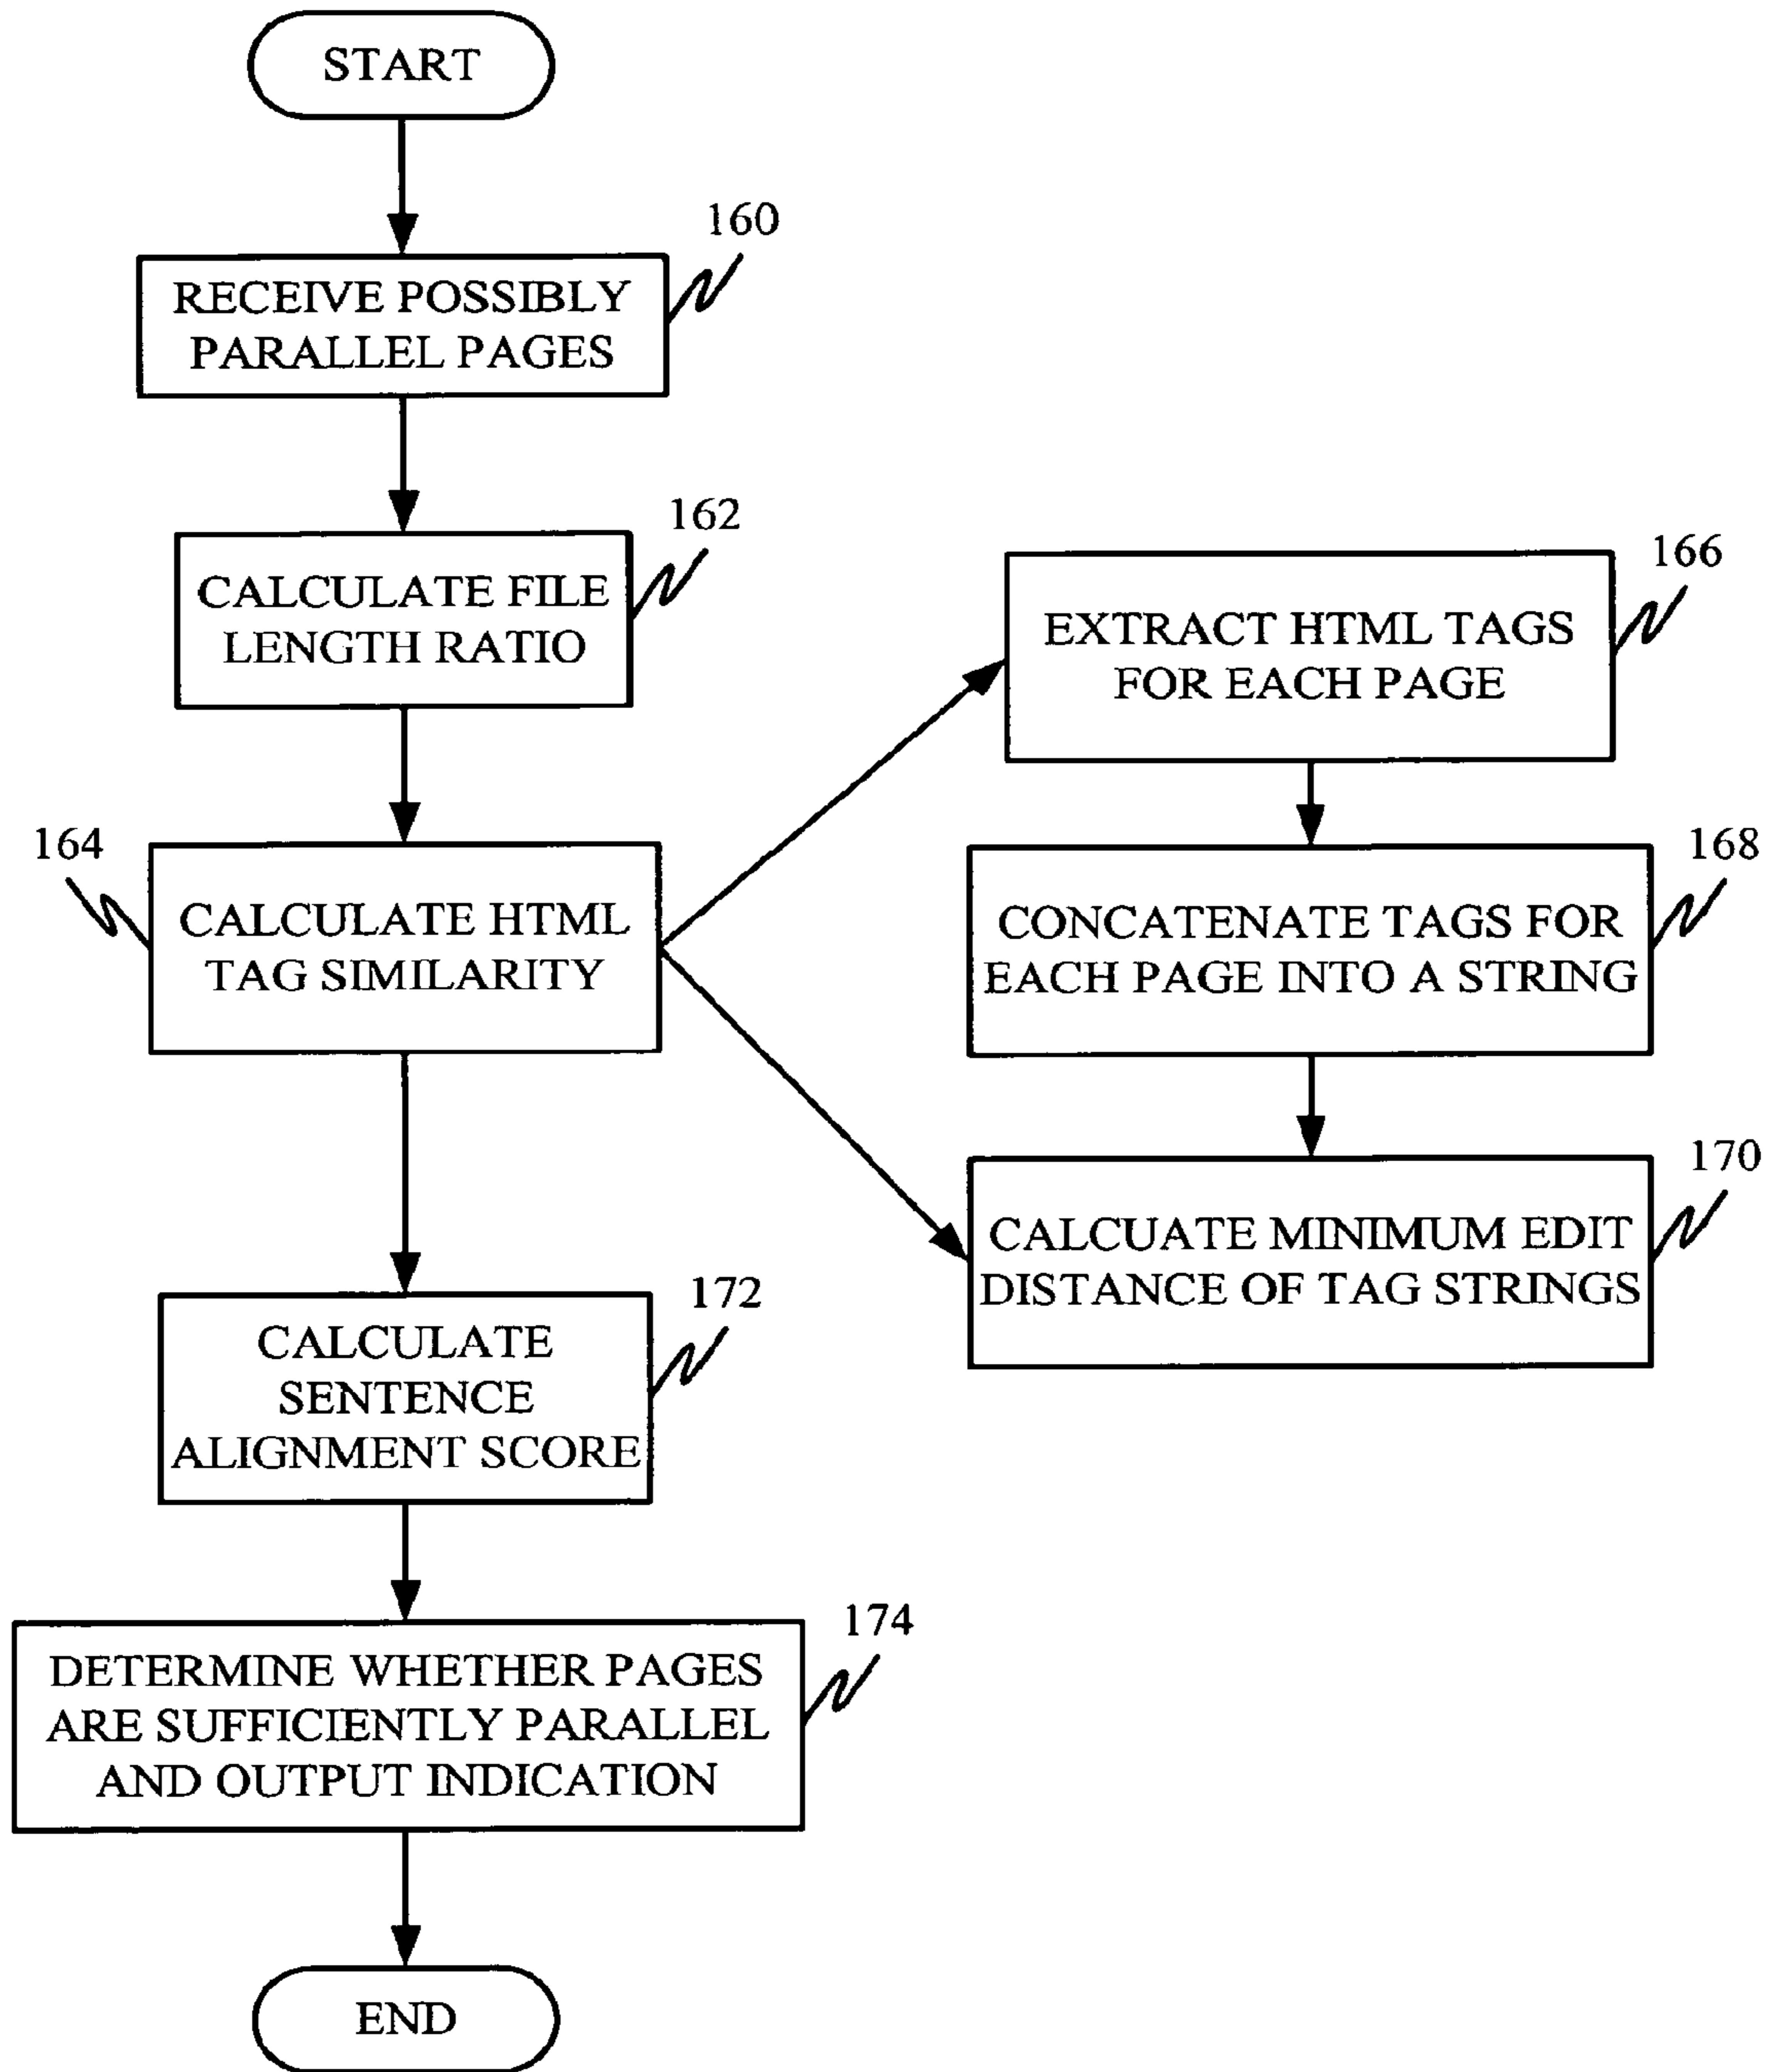 START
160
RECEIVE POSSIBLY
PARALLEL PAGES
162
CALCULATE FILE
LENGTH RATIO
164
CALCULATE HTML
TAG SIMILARITY
166
EXTRACT HTML TAGS
FOR EACH PAGE
168
CONCATENATE TAGS FOR
EACH PAGE INTO A STRING
170
CALCUATE MINIMUM EDIT
DISTANCE OF TAG STRINGS
172
CALCULATE
SENTENCE
ALIGNMENT SCORE
174
DETERMINE WHETHER PAGES
ARE SUFFICIENTLY PARALLEL
AND OUTPUT INDICATION
END